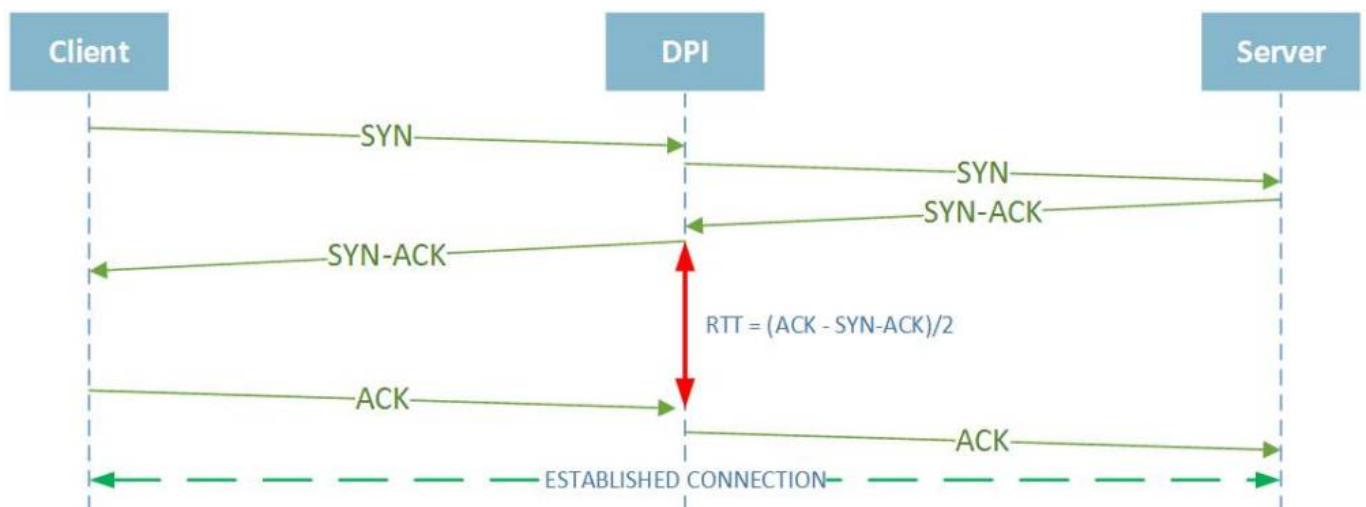 Client
DPI
Server
SYN
SYN
SYN-ACK
SYN-ACK
RTT = (ACK - SYN-ACK)/2
ACK
ACK
ESTABLISHED CONNECTION